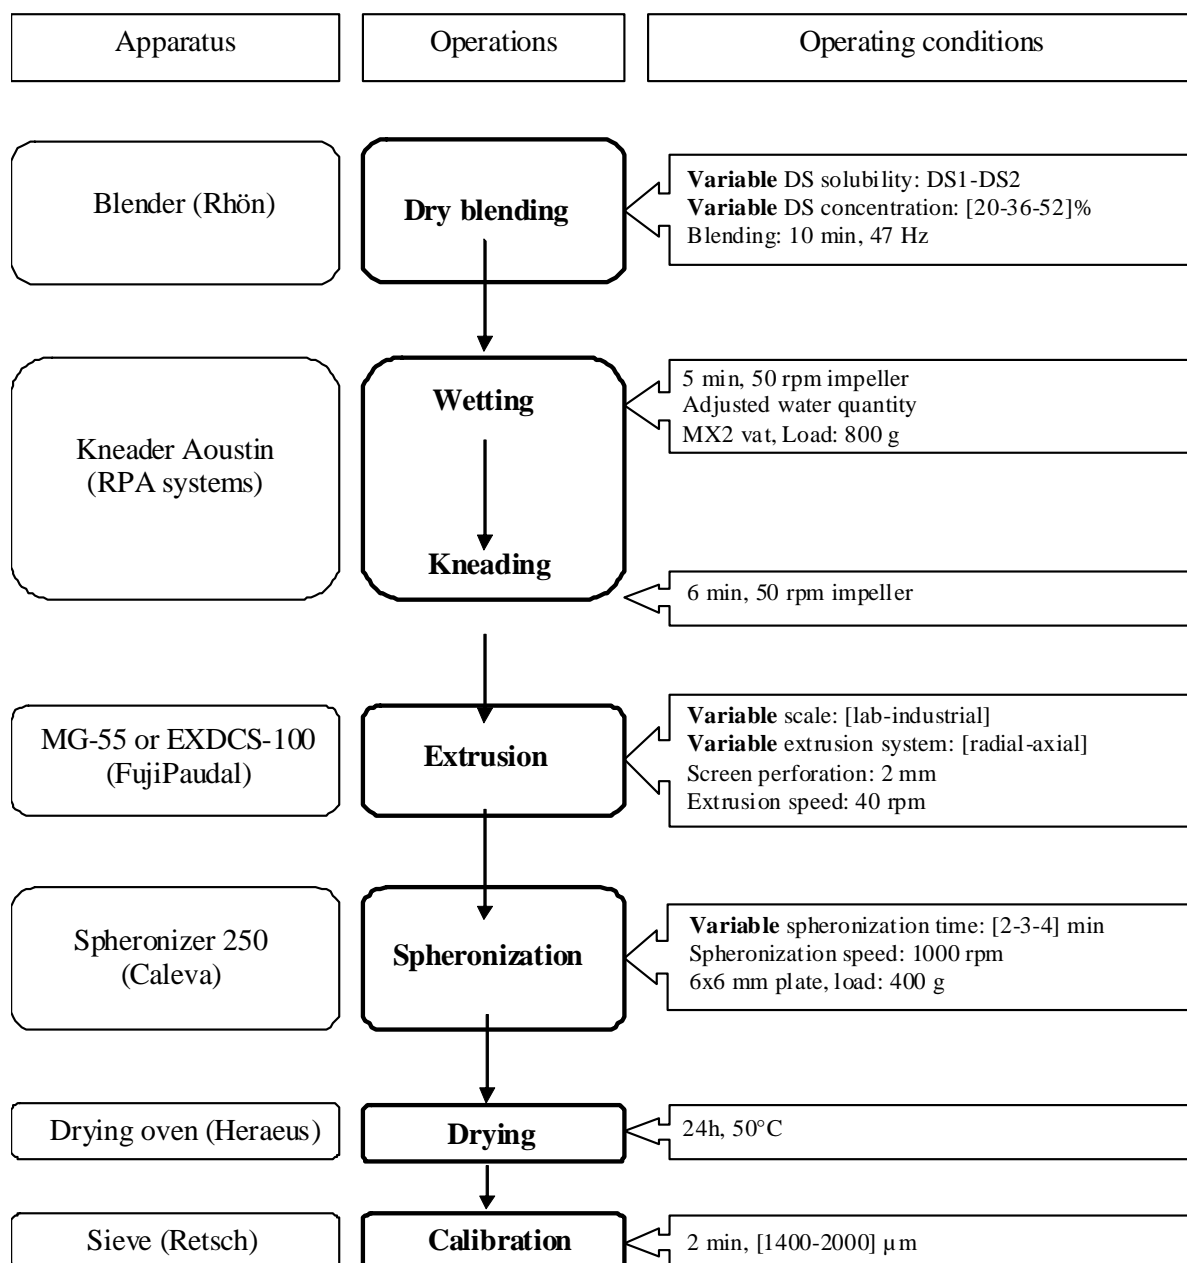 Apparatus
Operations
Operating conditions
Blender (Rhön)
Dry blending
Variable DS solubility: DS1-DS2
Variable DS concentration: [20-36-52]%
Blending: 10 min, 47 Hz
Kneader Aoustin
(RPA systems)
Wetting
5 min, 50 rpm impeller
Adjusted water quantity
MX2 vat, Load: 800 g
Kneading
6 min, 50 rpm impeller
MG-55 or EXDCS-100
(FujiPaudal)
Extrusion
Variable scale: [lab-industrial]
Variable extrusion system: [radial-axial]
Screen perforation: 2 mm
Extrusion speed: 40 rpm
Spheronizer 250
(Caleva)
Spheronization
Variable spheronization time: [2-3-4] min
Spheronization speed: 1000 rpm
6x6 mm plate, load: 400 g
Drying oven (Heraeus)
Drying
24h, 50°C
Sieve (Retsch)
Calibration
2 min, [1400-2000] µm